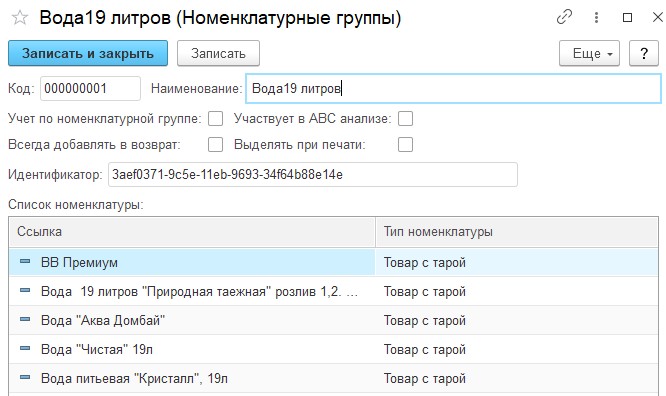 Вода19 литров (Номенклатурные группы)
Записать и закрыть Записать Еще ?
Код: 000000001 Наименование: Вода19 литров
Учет по номенклатурной группе: Участвует в ABC анализе:
Всегда добавлять в возврат: Выделять при печати:
Идентификатор: 3aef0371-9c5e-11eb-9693-34f64b88e14e
Список номенклатуры:
Ссылка Тип номенклатуры
ВВ Премиум Товар с тарой
Вода 19 литров "Природная таежная" розлив 1,2. ... Товар с тарой
Вода "Аква Домбай" Товар с тарой
Вода "Чистая" 19л Товар с тарой
Вода питьевая "Кристалл", 19л Товар с тарой